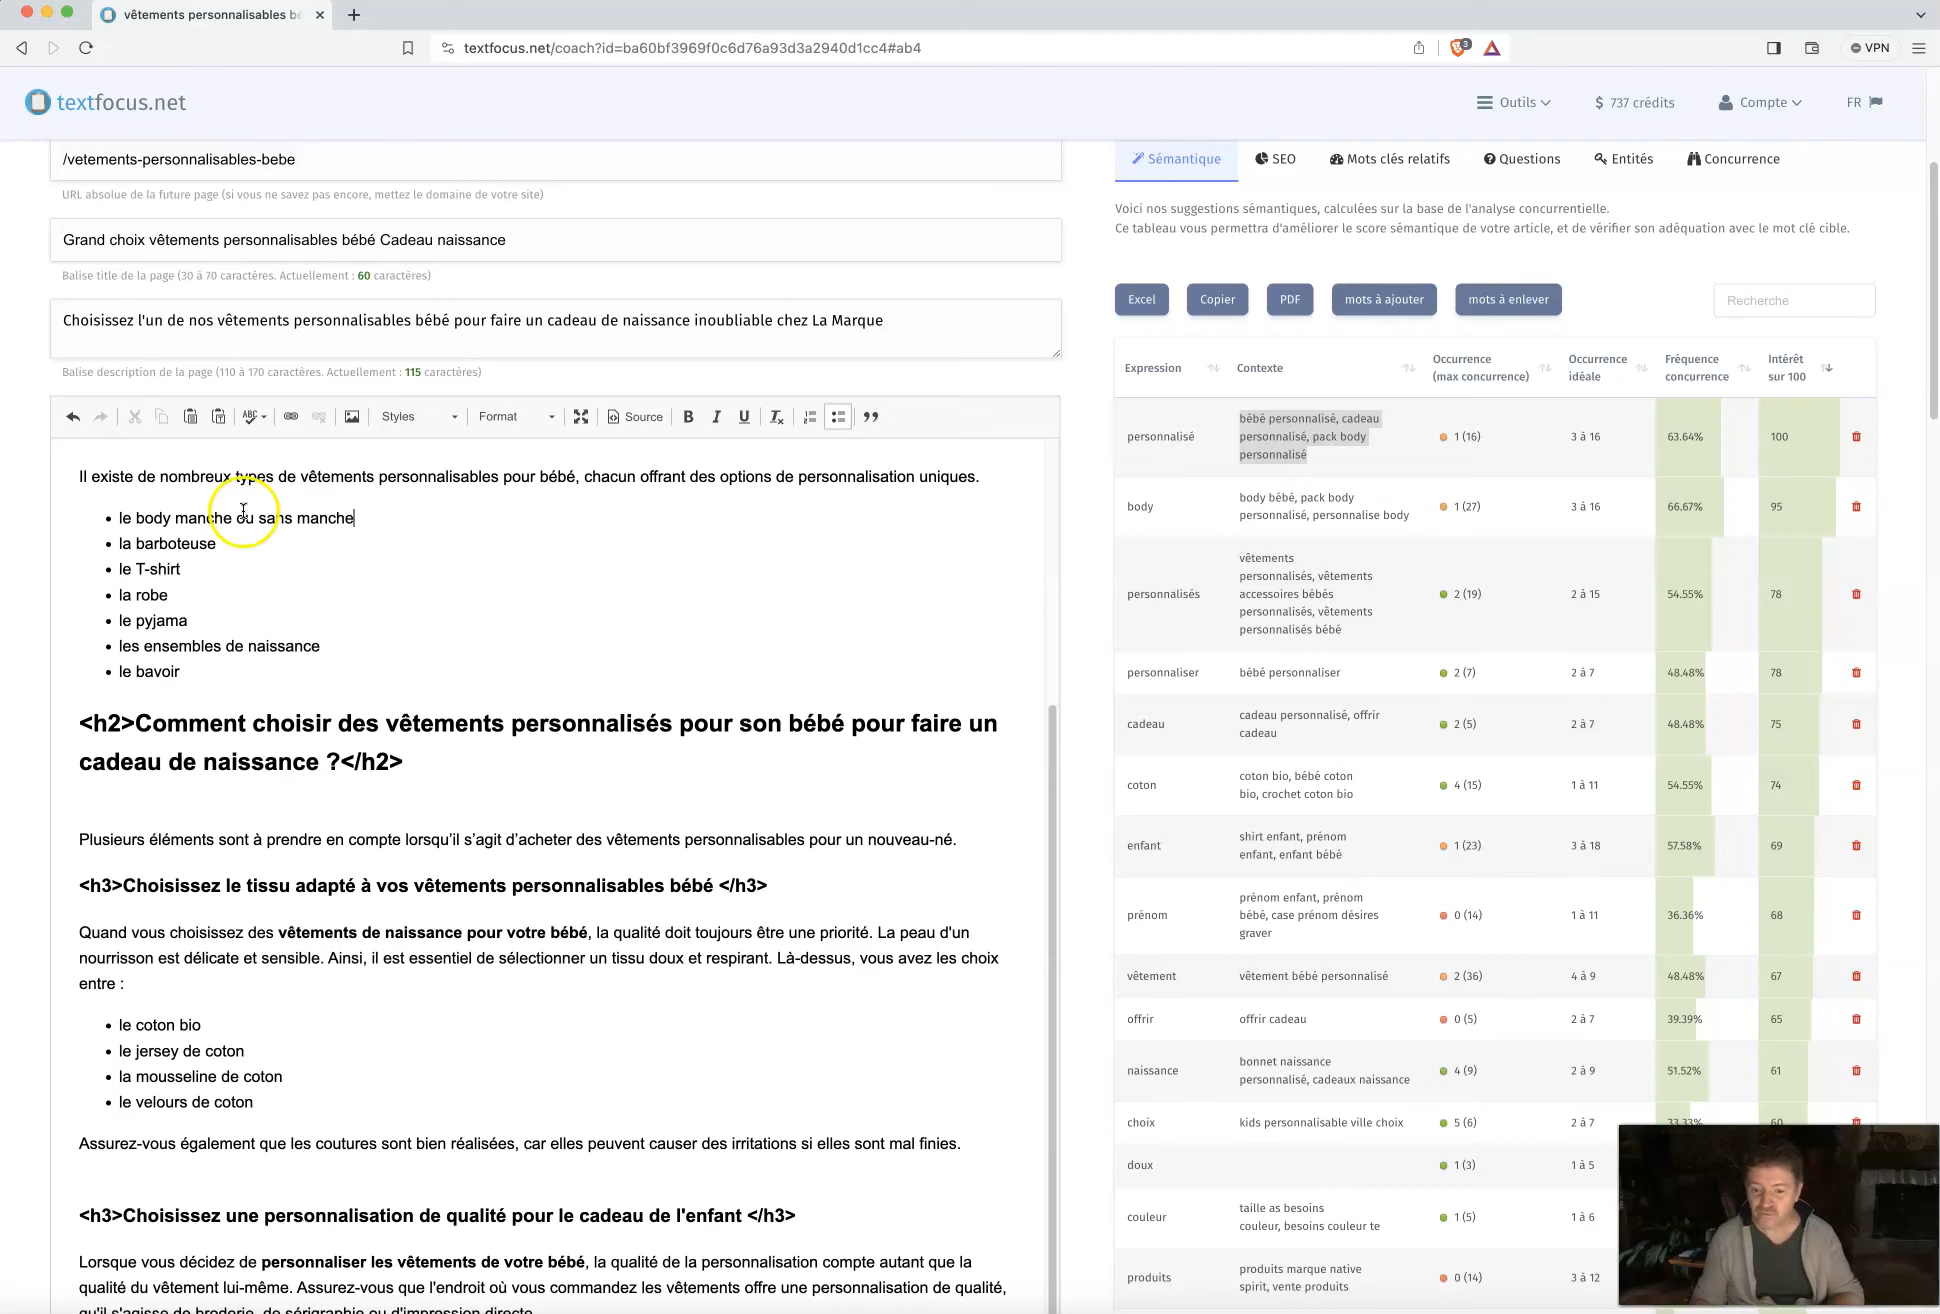 vêtements personnalisables bé
textfocus.net/coach?id=ba60bf3969f0c6d76a93d3a2940d1cc4#ab4
3
VPN
textfocus.net
Outils
$ 737 crédits
Compte
FR
/vetements-personnalisables-bebe
URL absolue de la future page (si vous ne savez pas encore, mettez le domaine de votre site)
Grand choix vêtements personnalisables bébé Cadeau naissance
Balise title de la page (30 à 70 caractères. Actuellement : 60 caractères)
Choisissez l'un de nos vêtements personnalisables bébé pour faire un cadeau de naissance inoubliable chez La Marque
Balise description de la page (110 à 170 caractères. Actuellement : 115 caractères)
ABC
Styles
Format
Source
B
I
U
Il existe de nombreux types de vêtements personnalisables pour bébé, chacun offrant des options de personnalisation uniques.
• le body manche ou sans manche
• la barboteuse
• le T-shirt
• la robe
• le pyjama
• les ensembles de naissance
• le bavoir
<h2>Comment choisir des vêtements personnalisés pour son bébé pour faire un
cadeau de naissance ?</h2>
Plusieurs éléments sont à prendre en compte lorsqu’il s’agit d’acheter des vêtements personnalisables pour un nouveau-né.
<h3>Choisissez le tissu adapté à vos vêtements personnalisables bébé </h3>
Quand vous choisissez des vêtements de naissance pour votre bébé, la qualité doit toujours être une priorité. La peau d'un
nourrisson est délicate et sensible. Ainsi, il est essentiel de sélectionner un tissu doux et respirant. Là-dessus, vous avez les choix
entre :
• le coton bio
• le jersey de coton
• la mousseline de coton
• le velours de coton
Assurez-vous également que les coutures sont bien réalisées, car elles peuvent causer des irritations si elles sont mal finies.
<h3>Choisissez une personnalisation de qualité pour le cadeau de l'enfant </h3>
Lorsque vous décidez de personnaliser les vêtements de votre bébé, la qualité de la personnalisation compte autant que la
qualité du vêtement lui-même. Assurez-vous que l'endroit où vous commandez les vêtements offre une personnalisation de qualité,
qu'il s'agisse de broderie, de sérigraphie ou d'impression directe.
Sémantique
SEO
Mots clés relatifs
Questions
Entités
Concurrence
Voici nos suggestions sémantiques, calculées sur la base de l'analyse concurrentielle.
Ce tableau vous permettra d'améliorer le score sémantique de votre article, et de vérifier son adéquation avec le mot clé cible.
Excel
Copier
PDF
mots à ajouter
mots à enlever
Recherche
Expression
Contexte
Occurrence
(max concurrence)
Occurrence
idéale
Fréquence
concurrence
Intérêt
sur 100
personnalisé
bébé personnalisé, cadeau
personnalisé, pack body
personnalisé
1 (16)
3 à 16
63.64%
100
body
body bébé, pack body
personnalisé, personnalise body
1 (27)
3 à 16
66.67%
95
personnalisés
vêtements
personnalisés, vêtements
accessoires bébés
personnalisés, vêtements
personnalisés bébé
2 (19)
2 à 15
54.55%
78
personnaliser
bébé personnaliser
2 (7)
2 à 7
48.48%
78
cadeau
cadeau personnalisé, offrir
cadeau
2 (5)
2 à 7
48.48%
75
coton
coton bio, bébé coton
bio, crochet coton bio
4 (15)
1 à 11
54.55%
74
enfant
shirt enfant, prénom
enfant, enfant bébé
1 (23)
3 à 18
57.58%
69
prénom
prénom enfant, prénom
bébé, case prénom désires
graver
0 (14)
1 à 11
36.36%
68
vêtement
vêtement bébé personnalisé
2 (36)
4 à 9
48.48%
67
offrir
offrir cadeau
0 (5)
2 à 7
39.39%
65
naissance
bonnet naissance
personnalisé, cadeaux naissance
4 (9)
2 à 9
51.52%
61
choix
kids personnalisable ville choix
5 (6)
2 à 7
33.33%
60
doux
1 (3)
1 à 5
couleur
taille as besoins
couleur, besoins couleur te
1 (5)
1 à 6
produits
produits marque native
spirit, vente produits
0 (14)
3 à 12